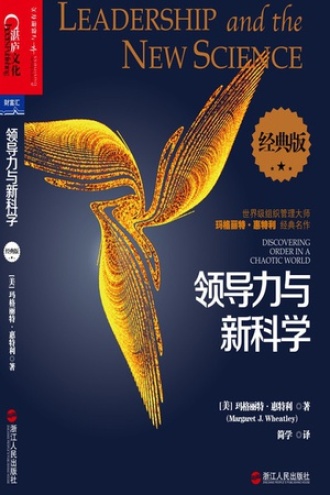 LEADERSHIP and the
NEW SCIENCE
经典版
世界级组织管理大师
玛格丽特·惠特利 经典名作
DISCOVERING
ORDER IN A
CHAOTIC WORLD
领导力与
新科学
[美] 玛格丽特·惠特利 ◎ 著
(Margaret J. Wheatley)
简学 ◎ 译
浙江人民出版社
湛庐文化
财富汇
领导力与新科学
经典版
[美] 玛格丽特·惠特利 ◎ 著
浙江人民出版社